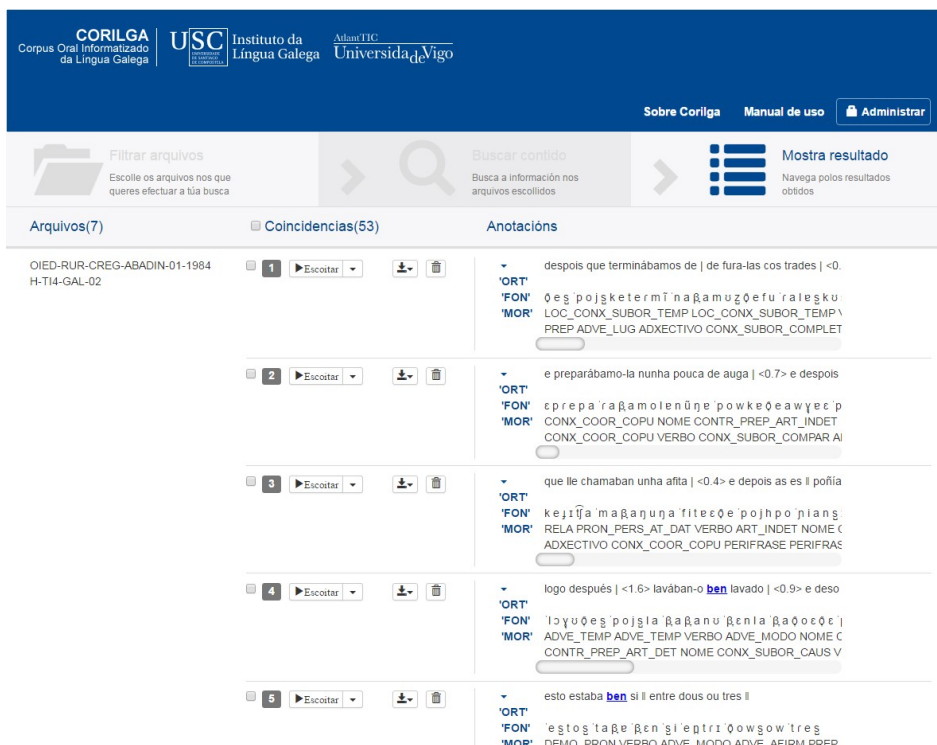 CORILGA
Corpus Oral Informatizado
da Lingua Galega
USC
UNIVERSIDADE
DE SANTIAGO
DE COMPOSTELA
Instituto da
Língua Galega
AtlantTIC
UniversidadeVigo
Sobre Corilga Manual de uso Administrar
Filtrar arquivos
Escolle os arquivos nos que
queres efectuar a túa busca
Buscar contido
Busca a información nos
arquivos escollidos
Mostra resultado
Navega polos resultados
obtidos
Arquivos(7) Coincidencias(53) Anotacións
OIED-RUR-CREG-ABADIN-01-1984
H-TI4-GAL-02
1 Escoitar
despois que terminábamos de | de fura-las cos trades | <0.
'ORT'
'FON'
'MOR' LOC_CONX_SUBOR_TEMP LOC_CONX_SUBOR_TEMP V
PREP ADVE_LUG ADXECTIVO CONX_SUBOR_COMPLET
2 Escoitar
e preparábamo-la nunha pouca de auga | <0.7> e despois
'ORT'
'FON'
'MOR' CONX_COOR_COPU NOME CONTR_PREP_ART_INDET
CONX_COOR_COPU VERBO CONX_SUBOR_COMPAR
3 Escoitar
que lle chamaban unha afita | <0.4> e depois as es || poñía
'ORT'
'FON'
'MOR' RELA PRON_PERS_AT_DAT VERBO ART_INDET NOME
ADXECTIVO CONX_COOR_COPU PERIFRASE PERIFRAS
4 Escoitar
logo después | <1.6> lavában-o ben lavado | <0.9> e deso
'ORT'
'FON'
'MOR' ADVE_TEMP ADVE_TEMP VERBO ADVE_MODO NOME
CONTR_PREP_ART_DET NOME CONX_SUBOR_CAUS V
5 Escoitar
esto estaba ben si || entre dous ou tres ||
'ORT'
'FON'
'MOR' DEMO_PRON VERBO ADVE_MODO ADVE_AFIRM PREP